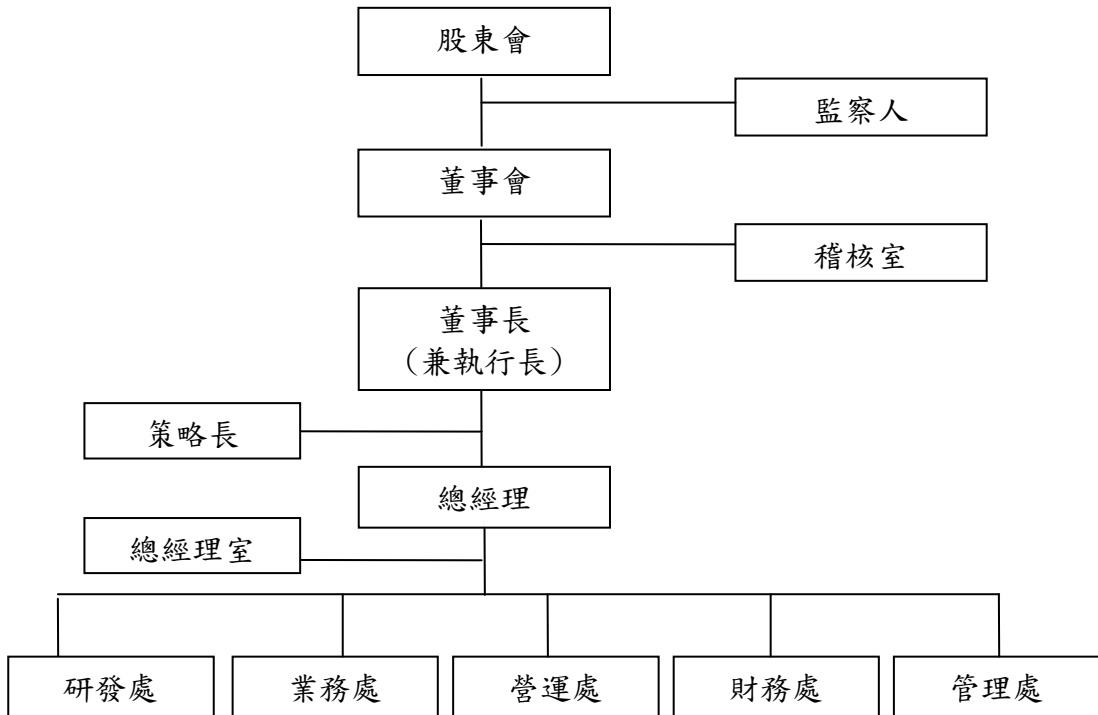 股東會
監察人
董事會
稽核室
董事長
（兼執行長）
策略長
總經理
總經理室
研發處
業務處
營運處
財務處
管理處